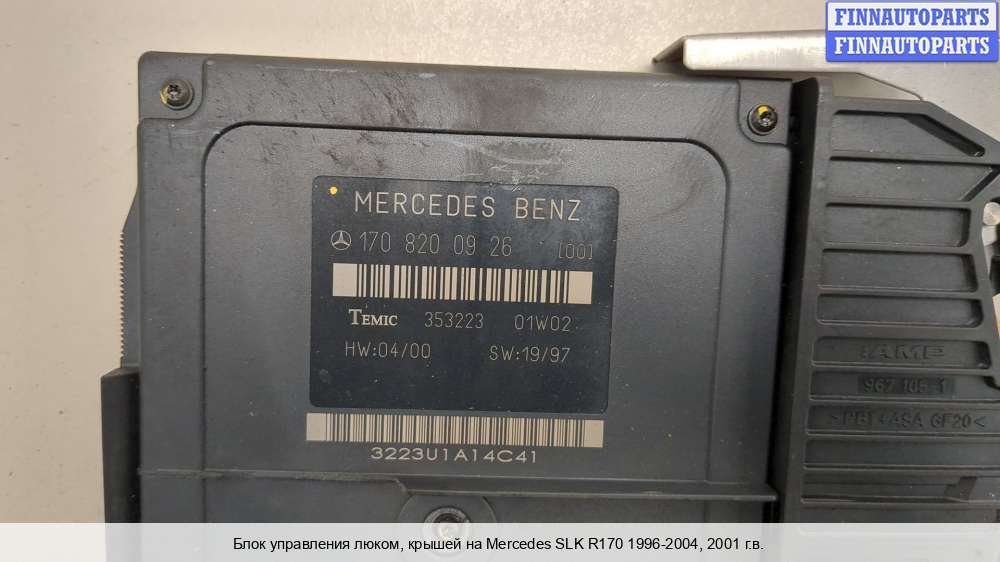 FINNAUTOPARTS
FINNAUTOPARTS
MERCEDES BENZ
170 820 09 26 [00]
TEMIC 353223 01W02
HW:04/00 SW:19/97
3223U1A14C41
AMP
967 105-1
>PBT+ASA GF20<
Блок управления люком, крышей на Mercedes SLK R170 1996-2004, 2001 г.в.